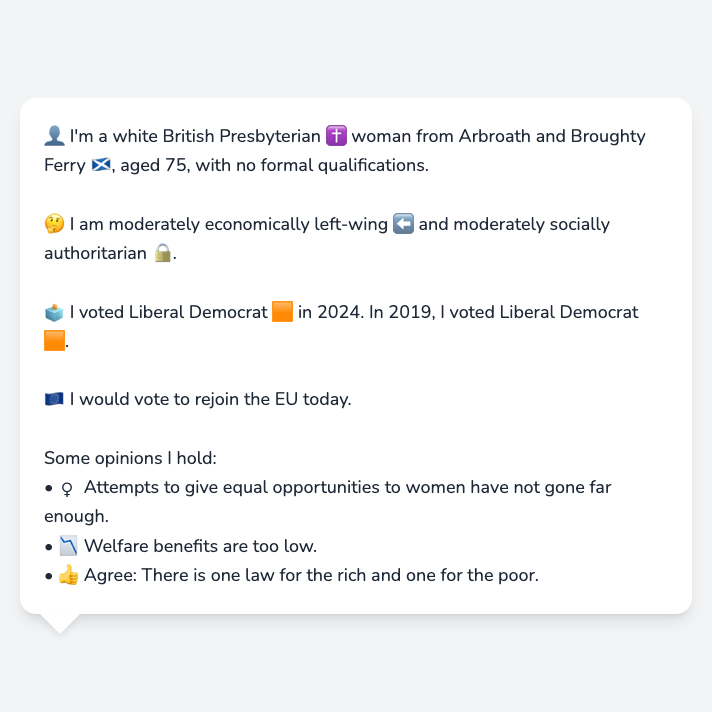 👤 I'm a white British Presbyterian ✝️ woman from Arbroath and Broughty
Ferry 🏴󠁧󠁢󠁳󠁣󠁴󠁿, aged 75, with no formal qualifications.
🤔 I am moderately economically left-wing ⬅️ and moderately socially
authoritarian 🔒.
🗳️ I voted Liberal Democrat 🟧 in 2024. In 2019, I voted Liberal Democrat
🟧.
🇪🇺 I would vote to rejoin the EU today.
Some opinions I hold:
• ♀ Attempts to give equal opportunities to women have not gone far
enough.
• 📉 Welfare benefits are too low.
• 👍 Agree: There is one law for the rich and one for the poor.